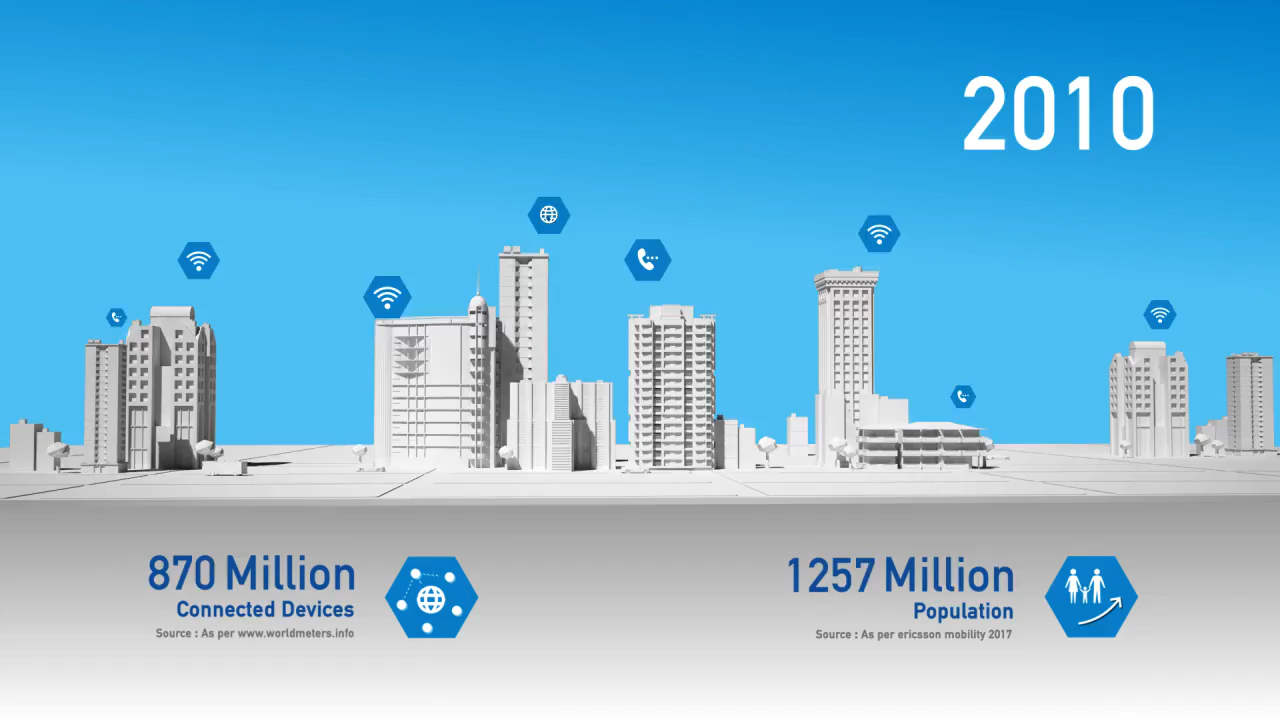 2010
870 Million
Connected Devices
Source : As per www.worldmeters.info
1257 Million
Population
Source : As per ericsson mobility 2017